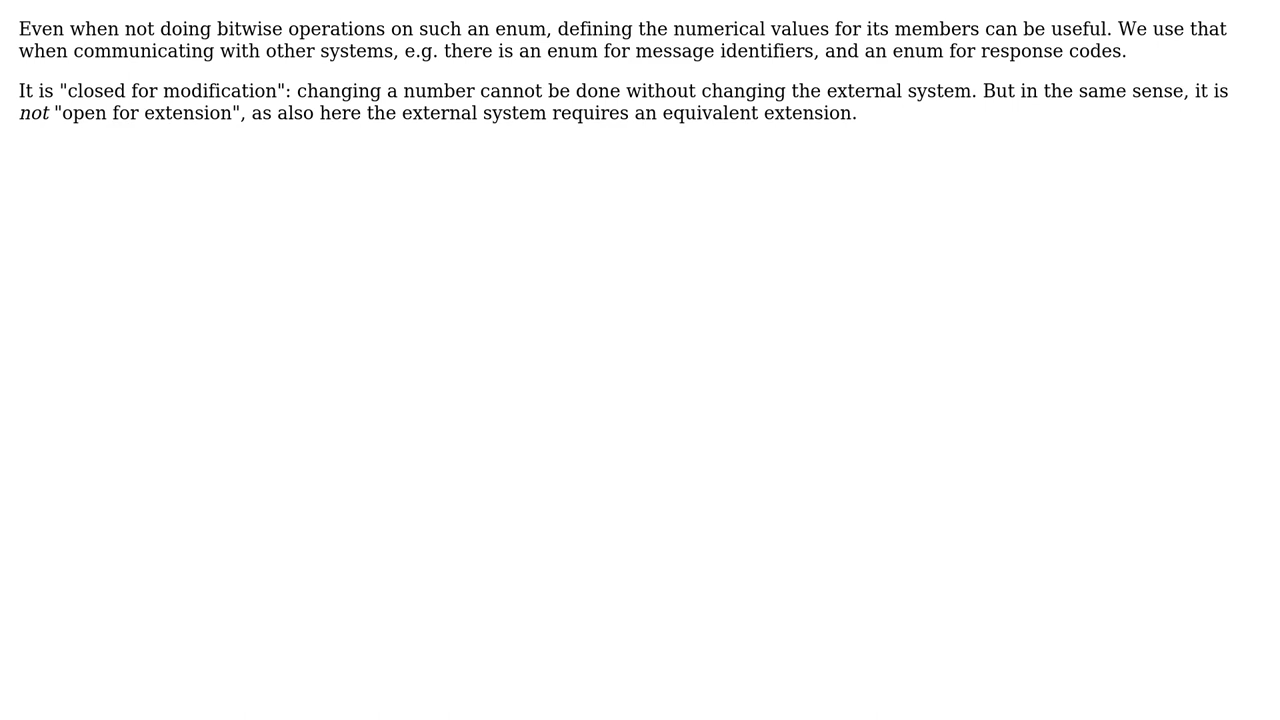 Even when not doing bitwise operations on such an enum, defining the numerical values for its members can be useful. We use that
when communicating with other systems, e.g. there is an enum for message identifiers, and an enum for response codes.
It is "closed for modification": changing a number cannot be done without changing the external system. But in the same sense, it is
not "open for extension", as also here the external system requires an equivalent extension.